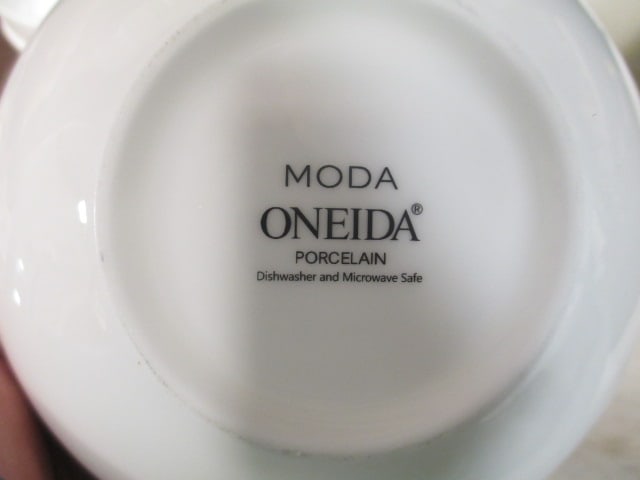 MODA
ONEIDA®
PORCELAIN
Dishwasher and Microwave Safe